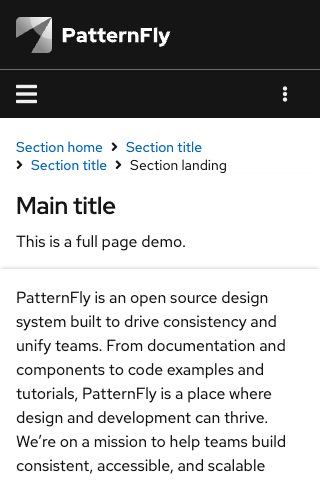 PatternFly
Section home > Section title
> Section title > Section landing
Main title
This is a full page demo.
PatternFly is an open source design
system built to drive consistency and
unify teams. From documentation and
components to code examples and
tutorials, PatternFly is a place where
design and development can thrive.
We’re on a mission to help teams build
consistent, accessible, and scalable